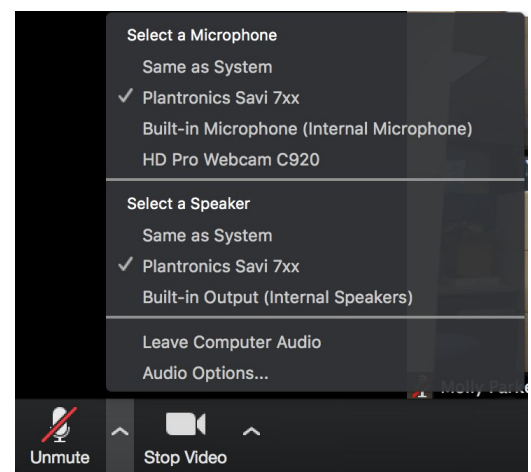 Select a Microphone
Same as System
✓ Plantronics Savi 7xx
Built-in Microphone (Internal Microphone)
HD Pro Webcam C920
Select a Speaker
Same as System
✓ Plantronics Savi 7xx
Built-in Output (Internal Speakers)
Leave Computer Audio
Audio Options...
Molly Parke
Unmute
Stop Video